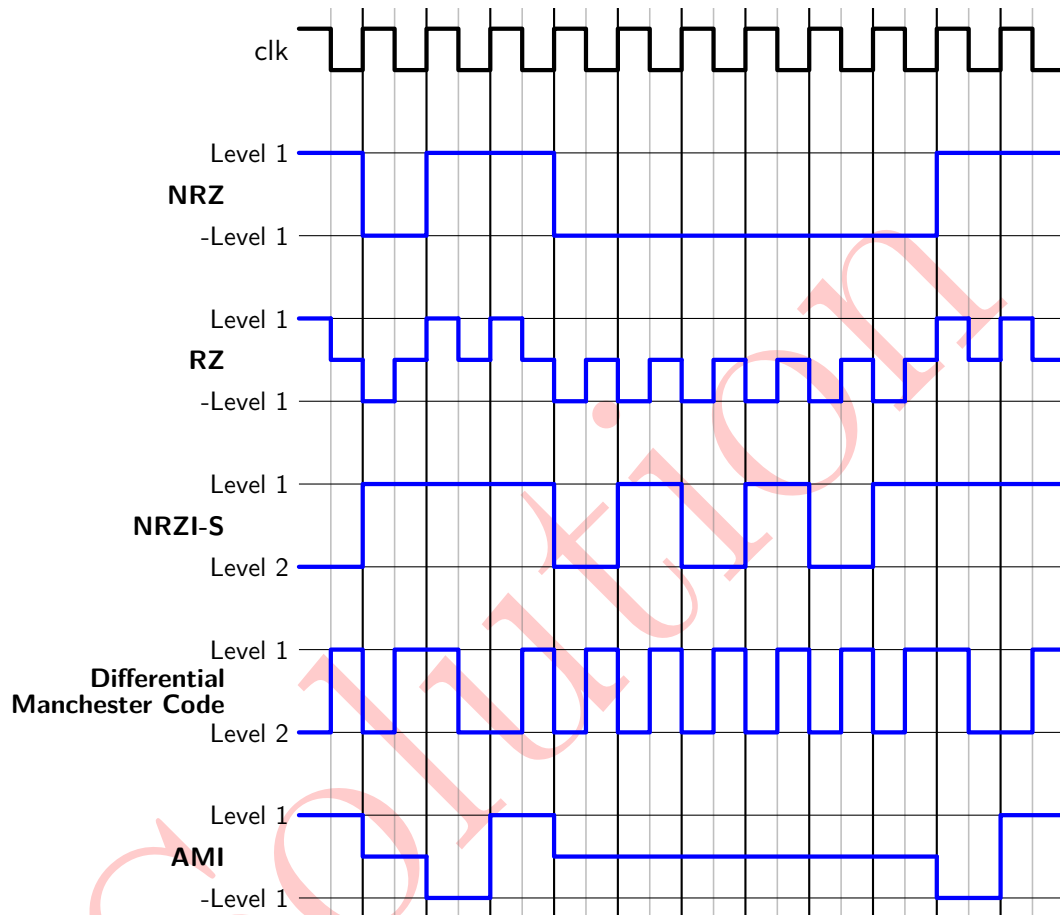 clk
Level 1
NRZ
-Level 1
Level 1
RZ
-Level 1
Level 1
NRZI-S
Level 2
Level 1
Differential
Manchester Code
Level 2
Level 1
AMI
-Level 1
Solution